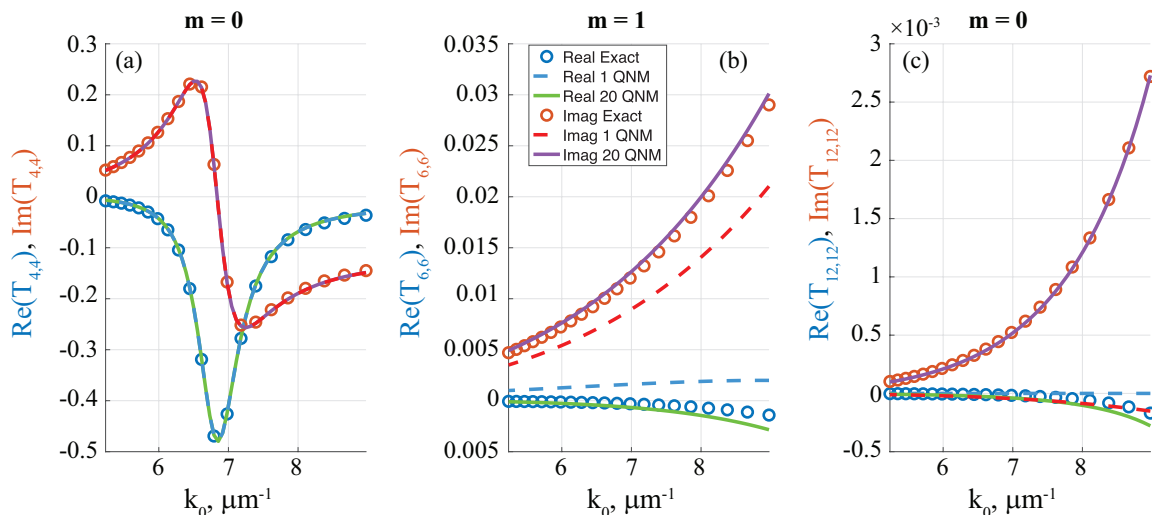 m = 0
(a)
0.3
0.2
0.1
0
-0.1
-0.2
-0.3
-0.4
-0.5
Re(T4,4), Im(T4,4)
6
7
8
k0, μm-1
m = 1
(b)
Real Exact
Real 1 QNM
Real 20 QNM
Imag Exact
Imag 1 QNM
Imag 20 QNM
0.035
0.03
0.025
0.02
0.015
0.01
0.005
0.000
0.005
Re(T6,6), Im(T6,6)
6
7
8
k0, μm-1
m = 0
×10-3
(c)
3
2.5
1.5
0.5
0
-0.5
Re(T12,12), Im(T12,12)
6
7
8
k0, μm-1